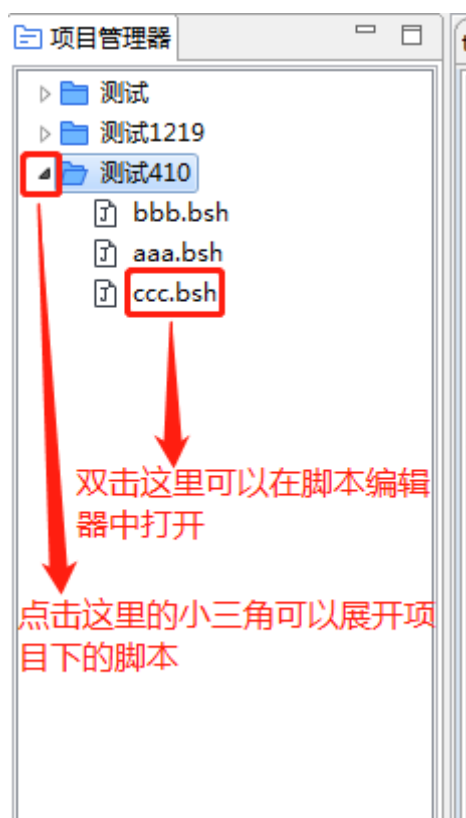 项目管理器
测试
测试1219
测试410
bbb.bsh
aaa.bsh
ccc.bsh
双击这里可以在脚本编辑
器中打开
点击这里的小三角可以展开项
目下的脚本